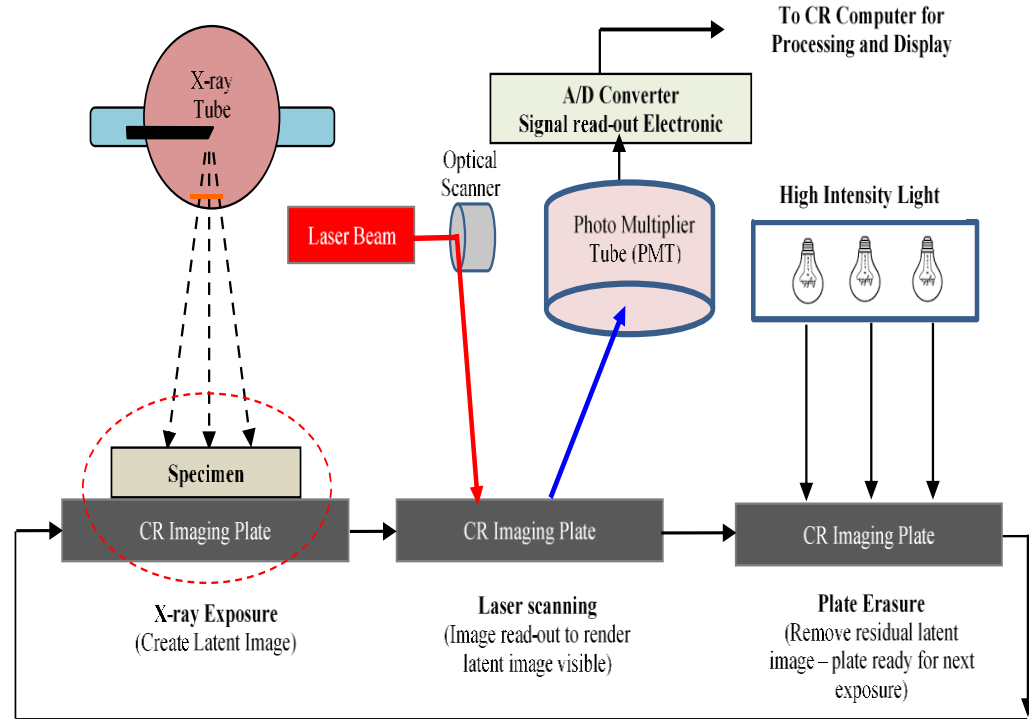 To CR Computer for
Processing and Display
X-ray
Tube
A/D Converter
Signal read-out Electronic
Optical
Scanner
High Intensity Light
Laser Beam
Photo Multiplier
Tube (PMT)
Specimen
CR Imaging Plate
CR Imaging Plate
CR Imaging Plate
X-ray Exposure
(Create Latent Image)
Laser scanning
(Image read-out to render
latent image visible)
Plate Erasure
(Remove residual latent
image – plate ready for next
exposure)